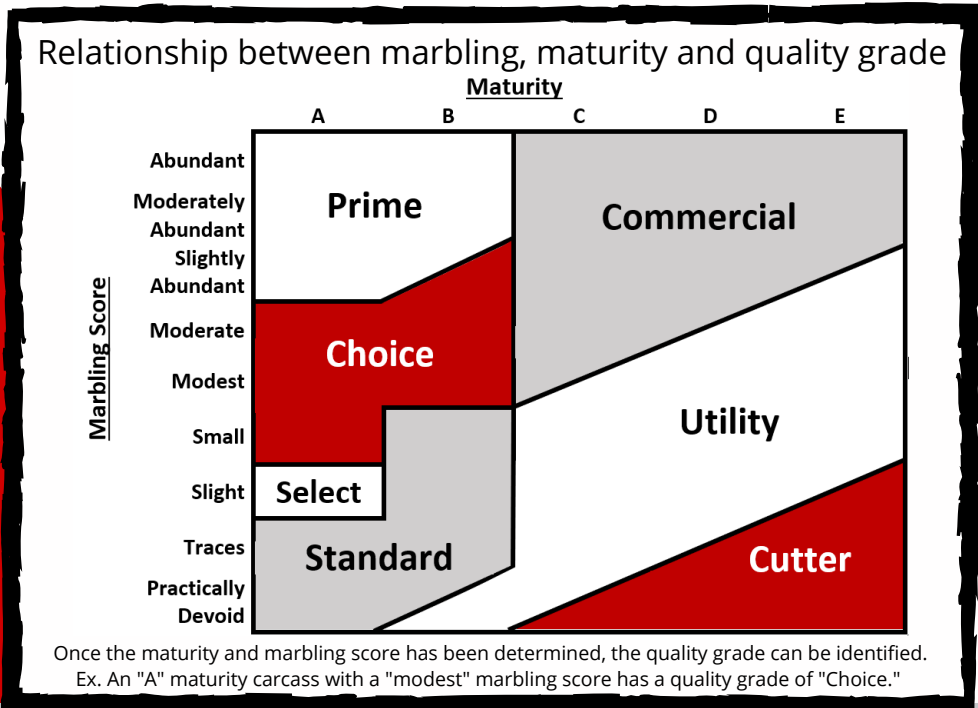 Relationship between marbling, maturity and quality grade
Maturity
A B C D E
Abundant
Moderately
Abundant
Slightly
Abundant
Moderate
Modest
Small
Slight
Traces
Practically
Devoid
Marbling Score
Prime
Commercial
Choice
Utility
Select
Standard
Cutter
Once the maturity and marbling score has been determined, the quality grade can be identified.
Ex. An "A" maturity carcass with a "modest" marbling score has a quality grade of "Choice."